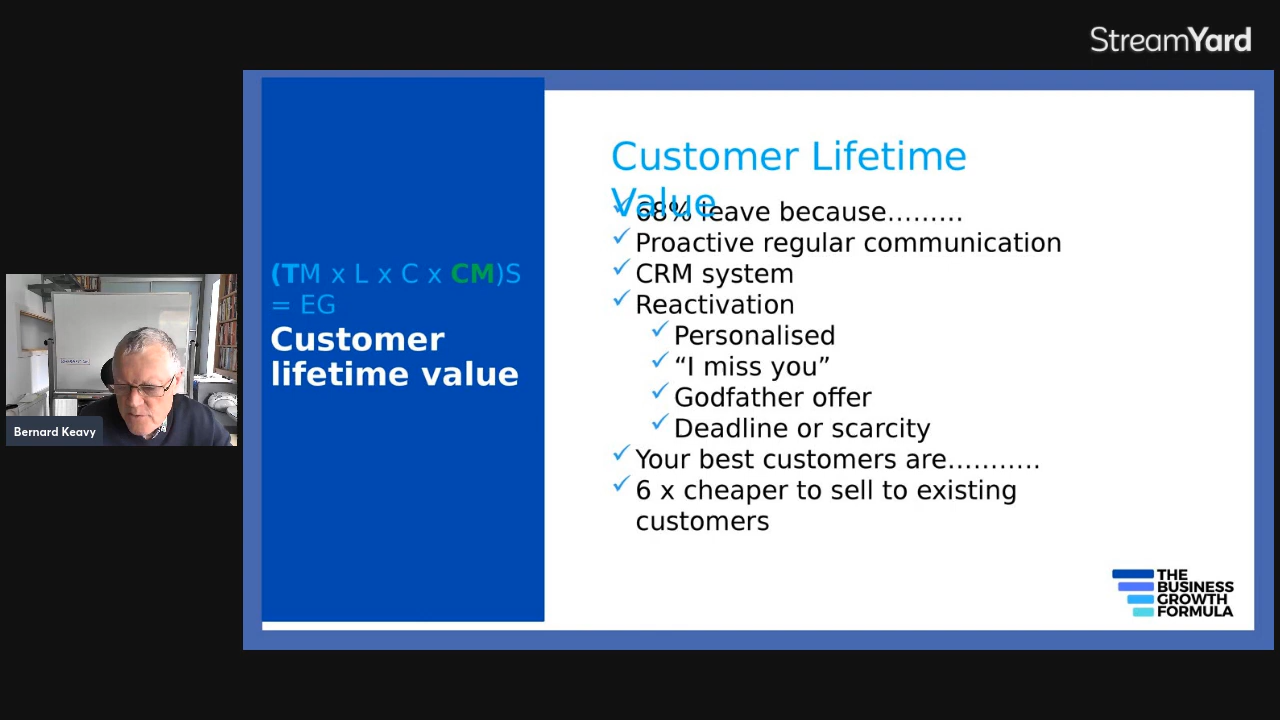 StreamYard
(TM x L x C x CM)S
= EG
Customer
lifetime value
Customer Lifetime
Value
68% leave because………
Proactive regular communication
CRM system
Reactivation
Personalised
“I miss you”
Godfather offer
Deadline or scarcity
Your best customers are………..
6 x cheaper to sell to existing
customers
THE
BUSINESS
GROWTH
FORMULA
Bernard Keavy